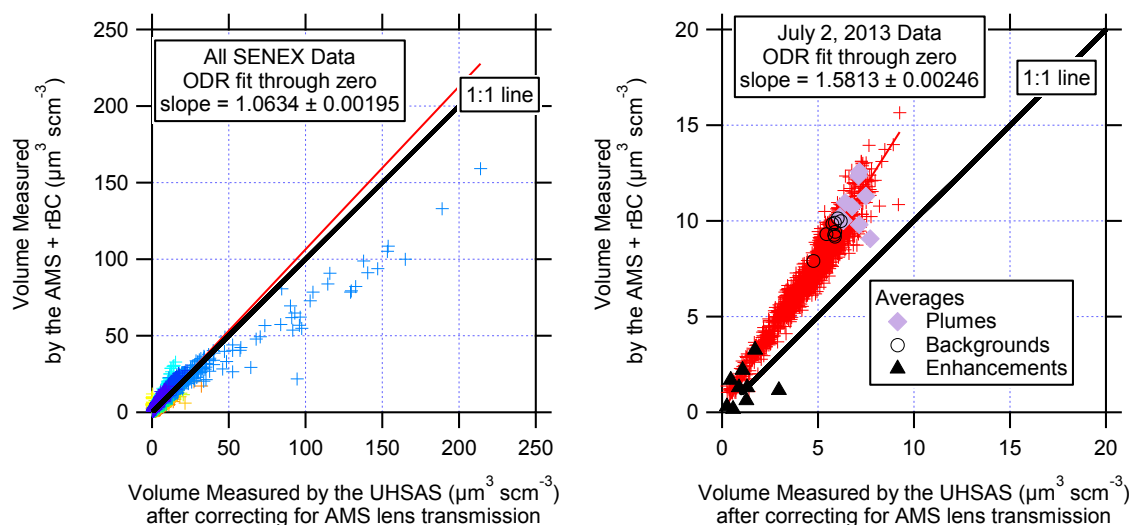 All SENEX Data
ODR fit through zero
slope = 1.0634 ± 0.00195
1:1 line
250
200
150
100
50
0
0 50 100 150 200 250
Volume Measured
by the AMS + rBC (µm³ scm⁻³)
Volume Measured by the UHSAS (µm³ scm⁻³)
after correcting for AMS lens transmission
July 2, 2013 Data
ODR fit through zero
slope = 1.5813 ± 0.00246
1:1 line
20
15
10
5
0
0 5 10 15 20
Averages
Plumes
Backgrounds
Enhancements
Volume Measured
by the AMS + rBC (µm³ scm⁻³)
Volume Measured by the UHSAS (µm³ scm⁻³)
after correcting for AMS lens transmission